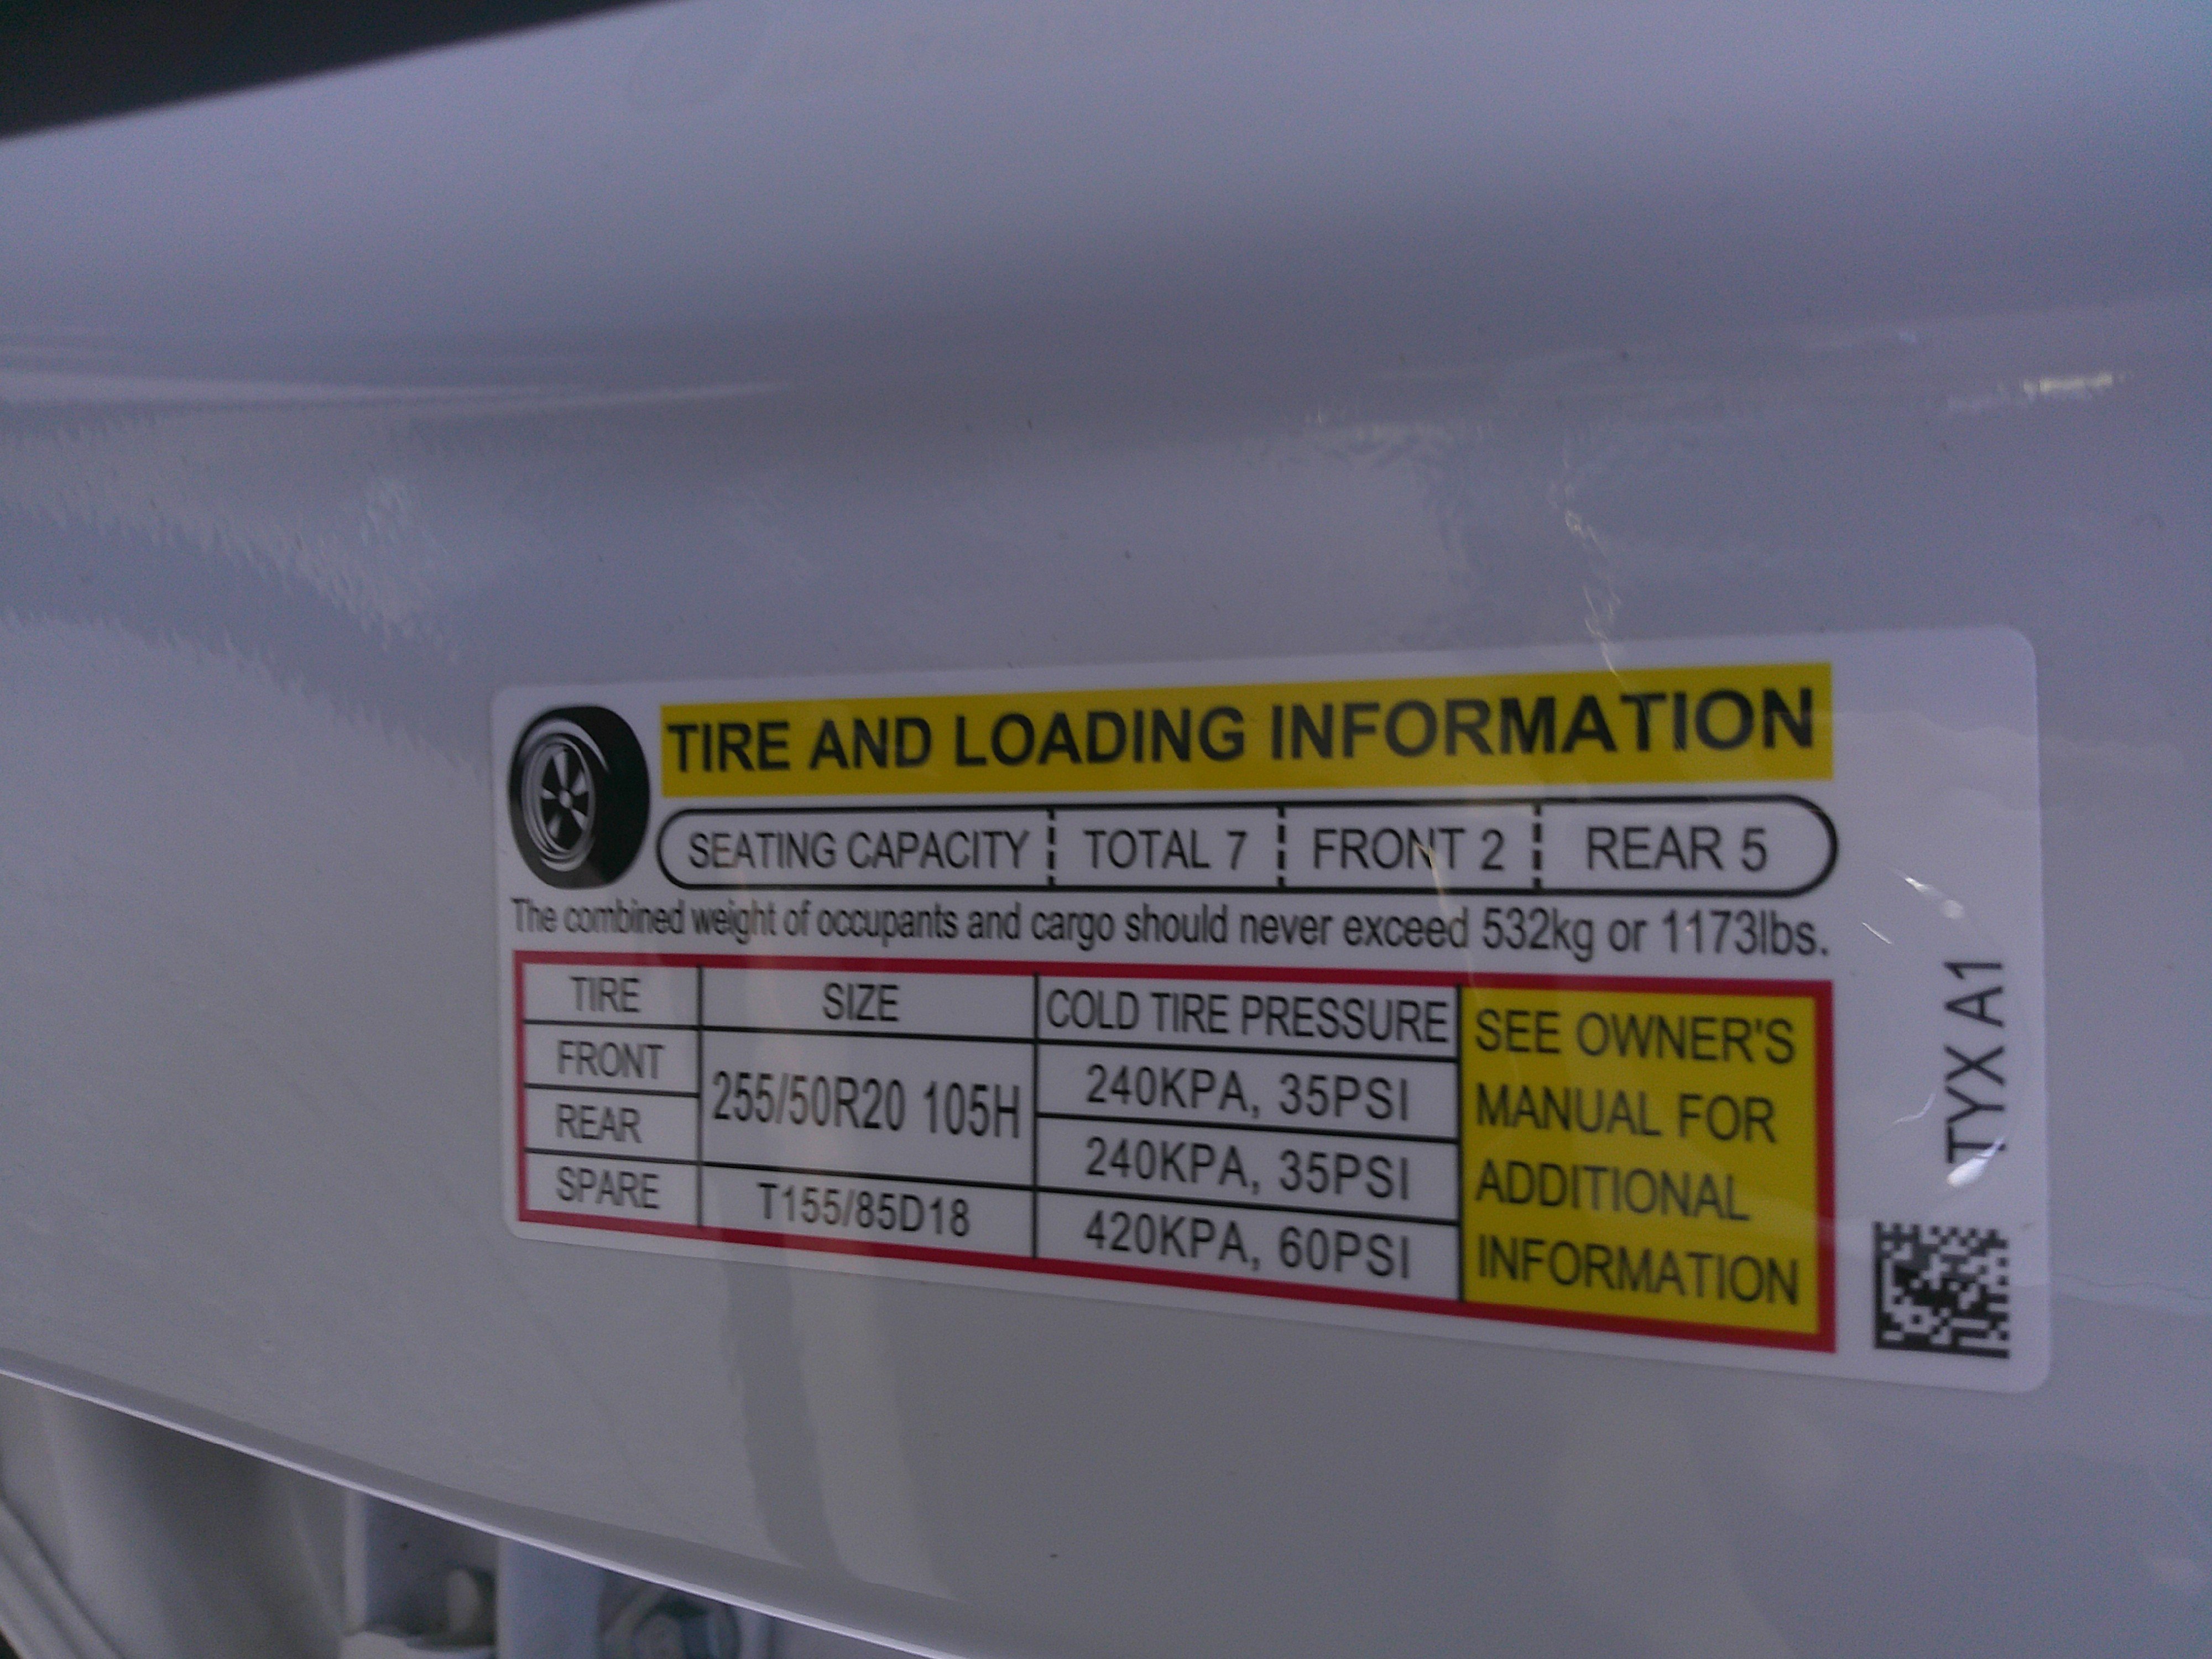 TIRE AND LOADING INFORMATION
SEATING CAPACITY TOTAL 7 FRONT 2 REAR 5
The combined weight of occupants and cargo should never exceed 532kg or 1173lbs.
TIRE SIZE COLD TIRE PRESSURE
FRONT 255/50R20 105H 240KPA, 35PSI
REAR 240KPA, 35PSI
SPARE T155/85D18 420KPA, 60PSI
SEE OWNER'S
MANUAL FOR
ADDITIONAL
INFORMATION
TYX A1